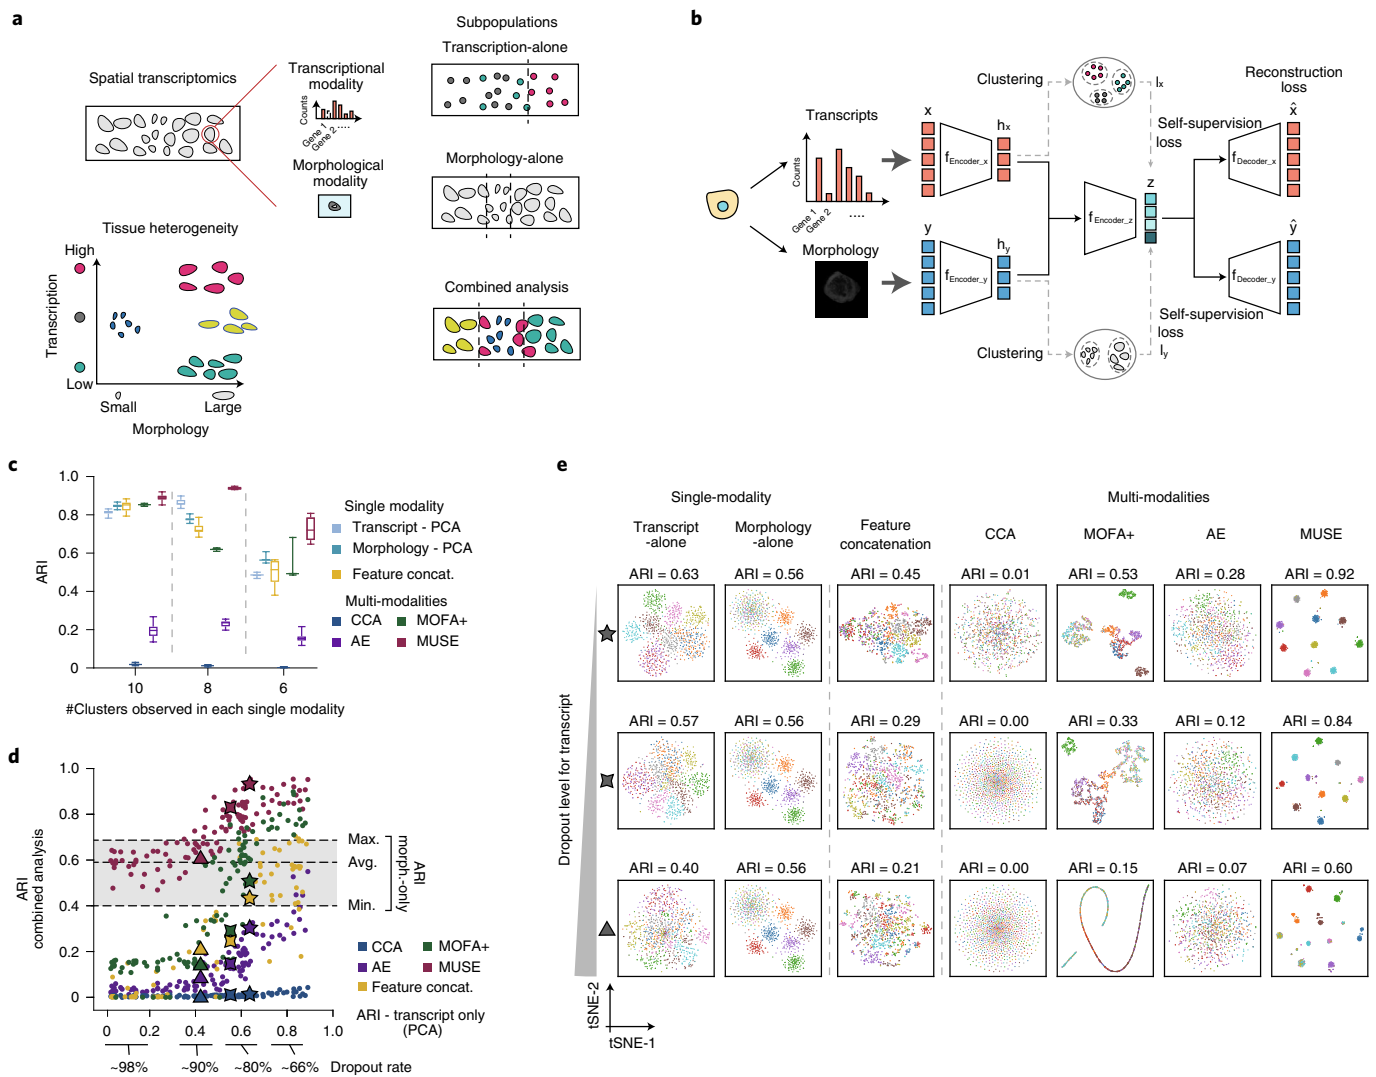 a
Spatial transcriptomics
Transcriptional
modality
Counts
Gene 1
Gene 2
....
Morphological
modality
Subpopulations
Transcription-alone
Morphology-alone
Combined analysis
Tissue heterogeneity
High
Transcription
Low
Small
Large
Morphology
b
Transcripts
Counts
Gene 1
Gene 2
....
Morphology
x
f Encoder_x
hx
y
f Encoder_y
hy
Clustering
lx
Self-supervision
loss
z
f Encoder_z
Clustering
Self-supervision
loss
ly
Reconstruction
loss
x̂
f Decoder_x
ŷ
f Decoder_y
c
1.0
0.8
0.6
0.4
0.2
0
ARI
10
8
6
#Clusters observed in each single modality
Single modality
Transcript - PCA
Morphology - PCA
Feature concat.
Multi-modalities
CCA
MOFA+
AE
MUSE
d
1.0
0.8
0.6
0.4
0.2
0
ARI
combined analysis
Max.
Avg.
Min.
ARI
morph.-only
CCA
MOFA+
AE
MUSE
Feature concat.
0
0.2
0.4
0.6
0.8
1.0
ARI - transcript only
(PCA)
~98%
~90%
~80%
~66%
Dropout rate
e
Single-modality
Multi-modalities
Transcript
-alone
Morphology
-alone
Feature
concatenation
CCA
MOFA+
AE
MUSE
Dropout level for transcript
ARI = 0.63
ARI = 0.56
ARI = 0.45
ARI = 0.01
ARI = 0.53
ARI = 0.28
ARI = 0.92
ARI = 0.57
ARI = 0.56
ARI = 0.29
ARI = 0.00
ARI = 0.33
ARI = 0.12
ARI = 0.84
ARI = 0.40
ARI = 0.56
ARI = 0.21
ARI = 0.00
ARI = 0.15
ARI = 0.07
ARI = 0.60
tSNE-2
tSNE-1